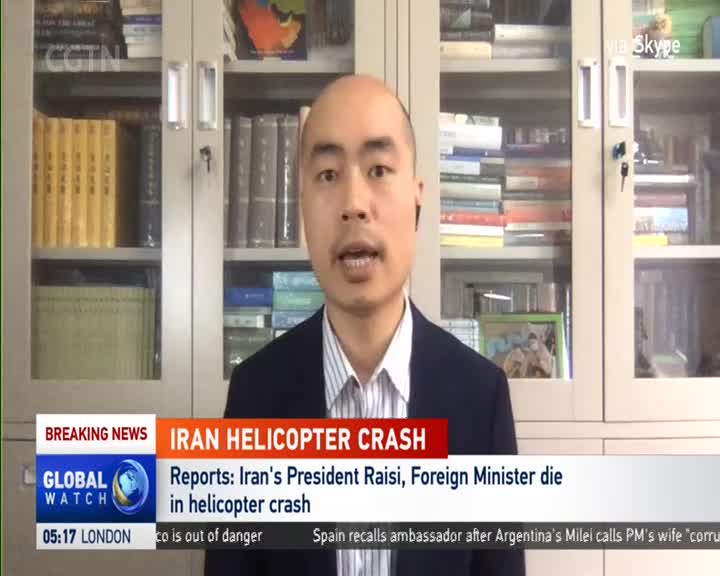 CGTN
via Skype
BREAKING NEWS
IRAN HELICOPTER CRASH
GLOBAL
WATCH
Reports: Iran's President Raisi, Foreign Minister die
in helicopter crash
05:17 LONDON
co is out of danger Spain recalls ambassador after Argentina's Milei calls PM's wife "corru